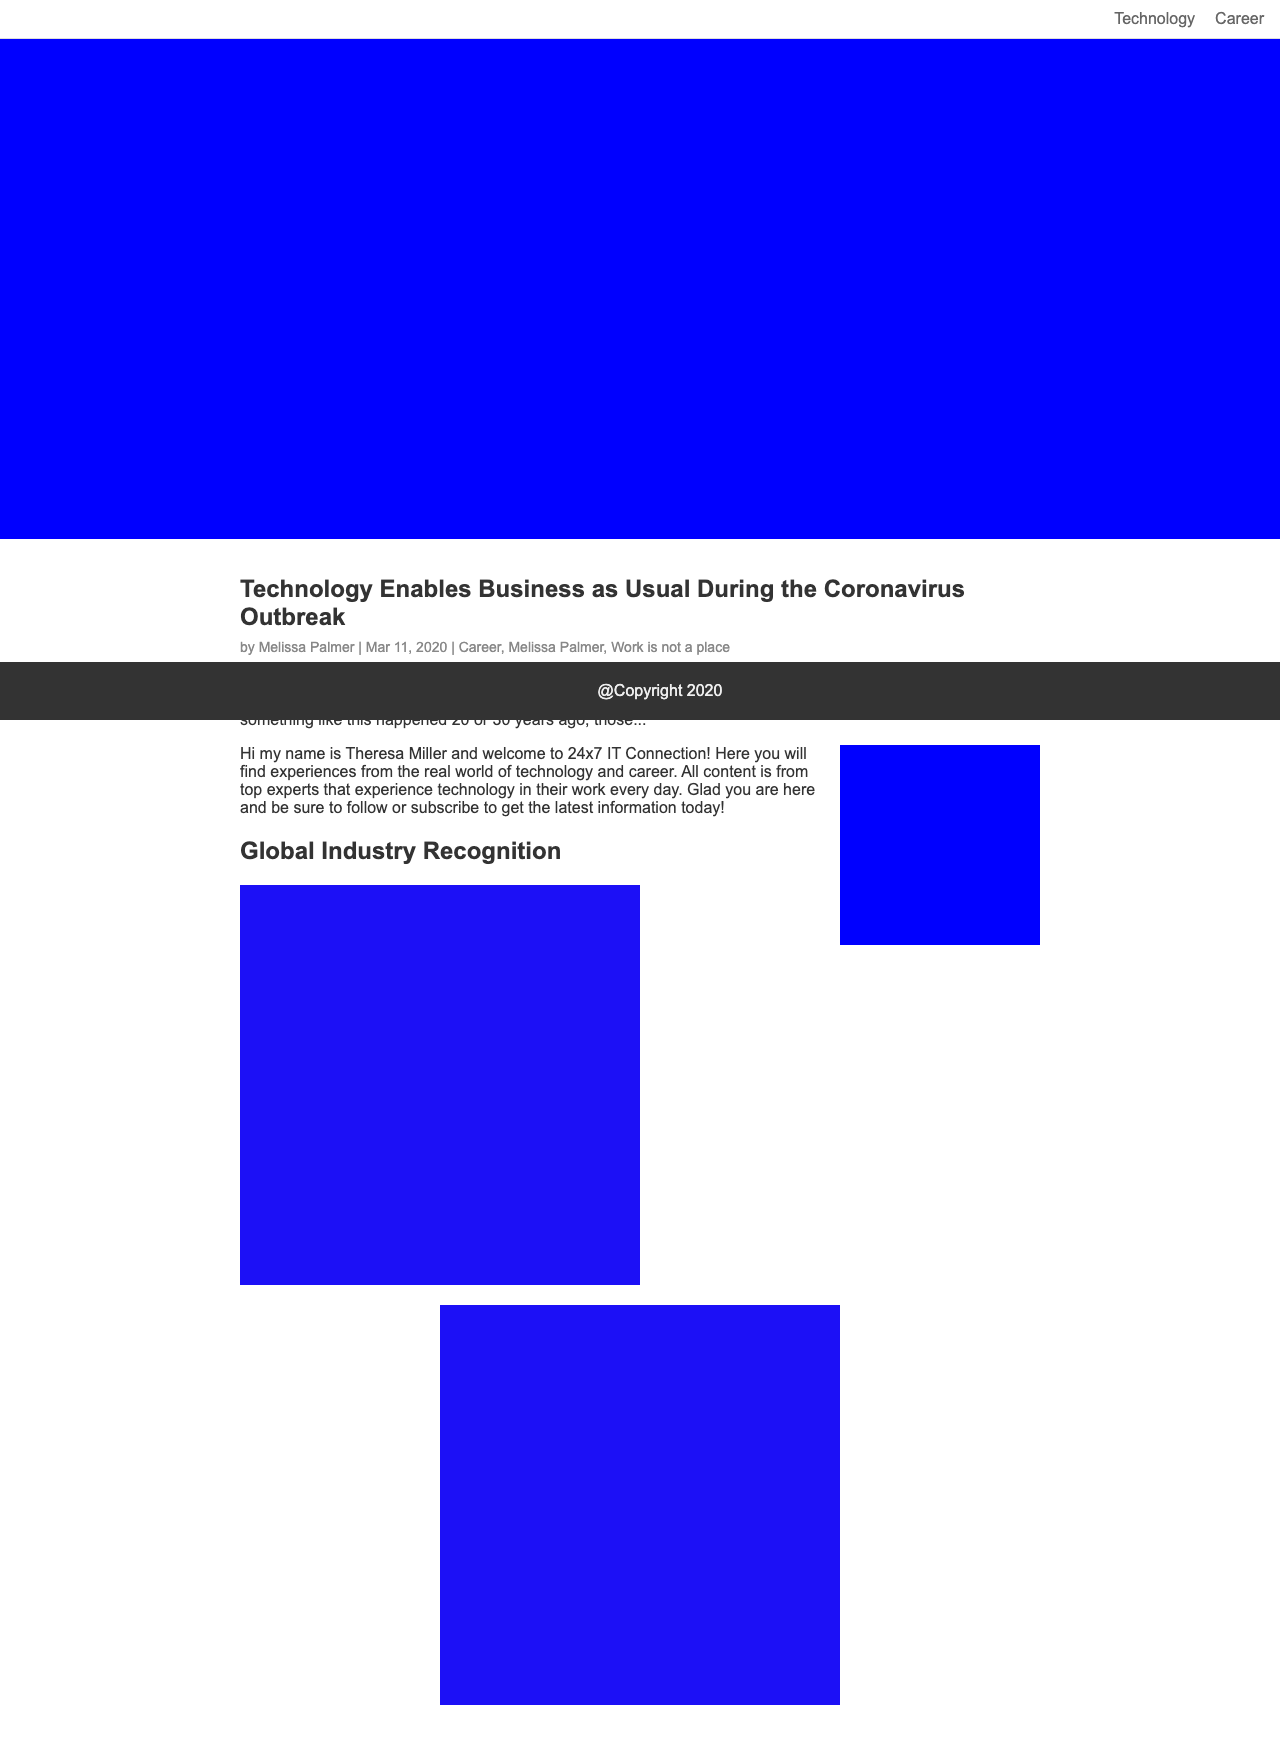 Technology Career
Technology Enables Business as Usual During the Coronavirus
Outbreak
by Melissa Palmer | Mar 11, 2020 | Career, Melissa Palmer, Work is not a place
@Copyright 2020
something like this happened 20 or 30 years ago, those...
Hi my name is Theresa Miller and welcome to 24x7 IT Connection! Here you will
find experiences from the real world of technology and career. All content is from
top experts that experience technology in their work every day. Glad you are here
and be sure to follow or subscribe to get the latest information today!
Global Industry Recognition